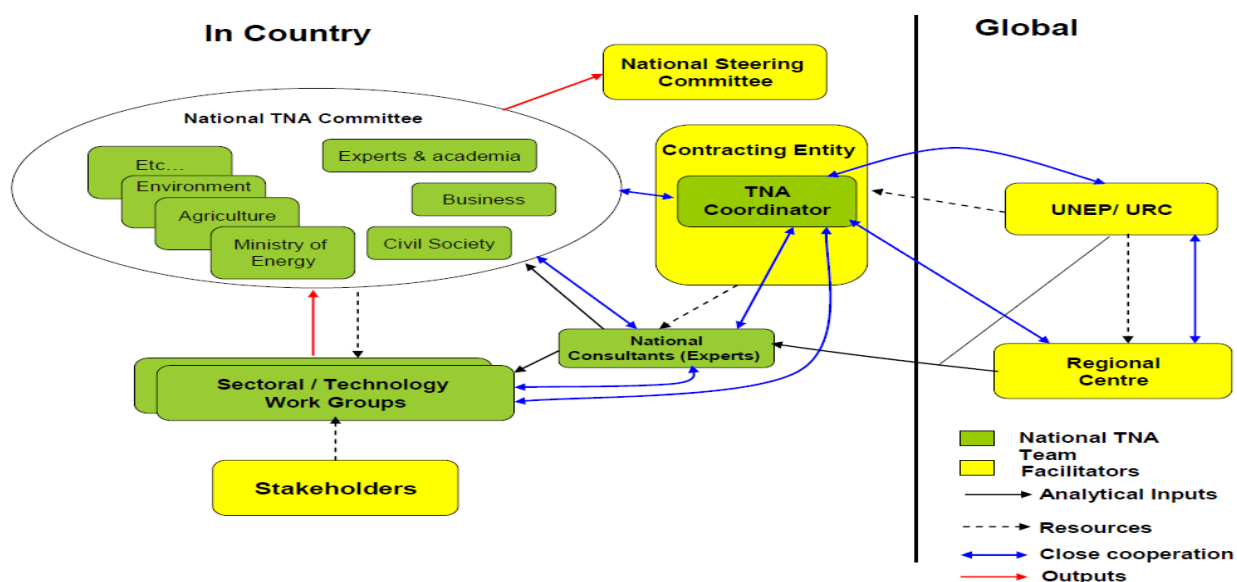 In Country
Global
National Steering
Committee
National TNA Committee
Etc...
Environment
Agriculture
Ministry of
Energy
Experts & academia
Business
Civil Society
Contracting Entity
TNA
Coordinator
UNEP/ URC
National
Consultants (Experts)
Regional
Centre
Sectoral / Technology
Work Groups
Stakeholders
National TNA
Team
Facilitators
Analytical Inputs
Resources
Close cooperation
Outputs